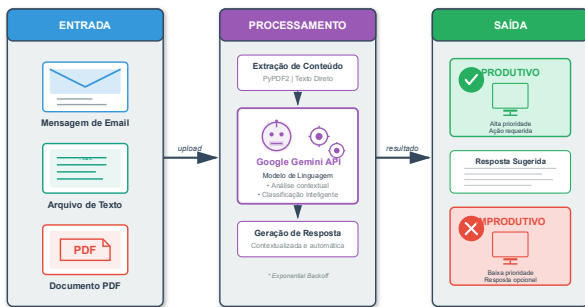 ENTRADA
Mensagem de Email
Arquivo de Texto
PDF
Documento PDF
upload
PROCESSAMENTO
Extração de Conteúdo
PyPDF2 | Texto Direto
Google Gemini API
Modelo de Linguagem
• Análise contextual
• Classificação inteligente
Geração de Resposta
Contextualizada e automática
* Exponential Backoff
resultado
SAÍDA
PRODUTIVO
Alta prioridade
Ação requerida
Resposta Sugerida
IMPRODUTIVO
Baixa prioridade
Resposta opcional